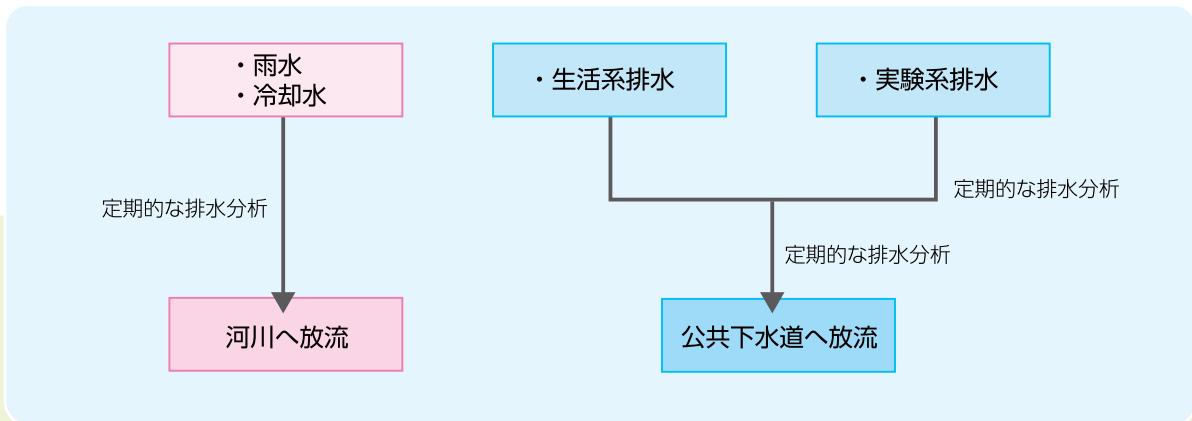 ・雨水
・冷却水
・生活系排水
・実験系排水
定期的な排水分析
定期的な排水分析
定期的な排水分析
河川へ放流
公共下水道へ放流